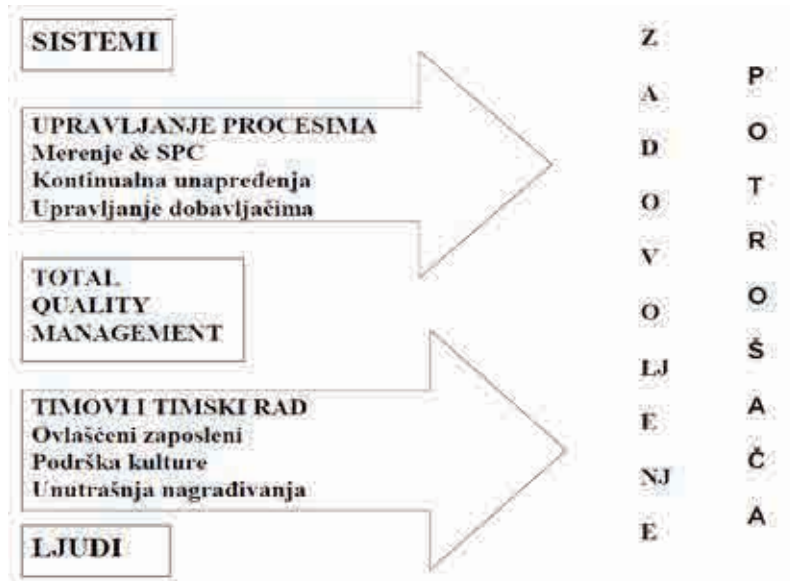 SISTEMI
UPRAVLJANJE PROCESIMA
Merenje & SPC
Kontinualna unapređenja
Upravljanje dobavljačima
TOTAL
QUALITY
MANAGEMENT
TIMOVI I TIMSKI RAD
Ovlašćeni zaposleni
Podrška kulture
Unutrašnja nagrađivanja
LJUDI
Z
A
D
O
V
O
LJ
E
NJ
E
P
O
T
R
O
Š
A
Č
A